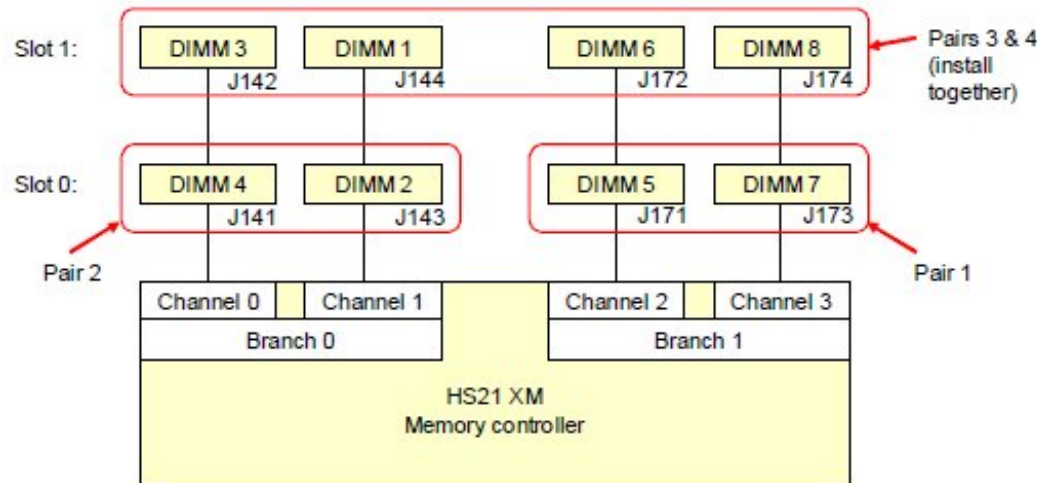 Slot 1:
DIMM 3
DIMM 1
DIMM 6
DIMM 8
J142
J144
J172
J174
Pairs 3 & 4
(install
together)
Slot 0:
DIMM 4
DIMM 2
DIMM 5
DIMM 7
J141
J143
J171
J173
Pair 2
Pair 1
Channel 0
Channel 1
Channel 2
Channel 3
Branch 0
Branch 1
HS21 XM
Memory controller